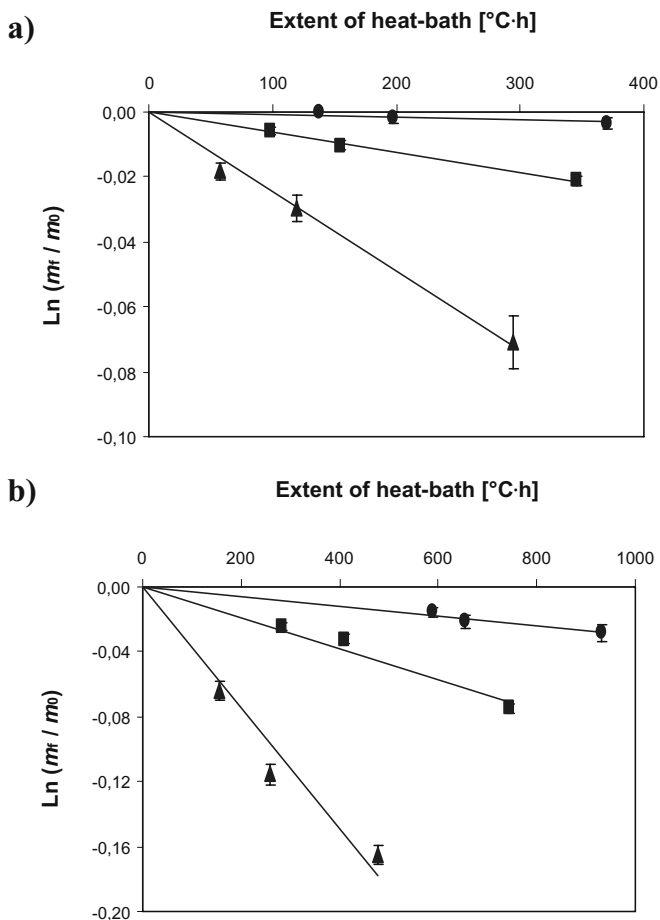 a)
Extent of heat-bath [°C·h]
0 100 200 300 400
0,00
-0,02
-0,04
-0,06
-0,08
-0,10
Ln (mf / m0)
b)
Extent of heat-bath [°C·h]
0 200 400 600 800 1000
0,00
-0,04
-0,08
-0,12
-0,16
-0,20
Ln (mf / m0)